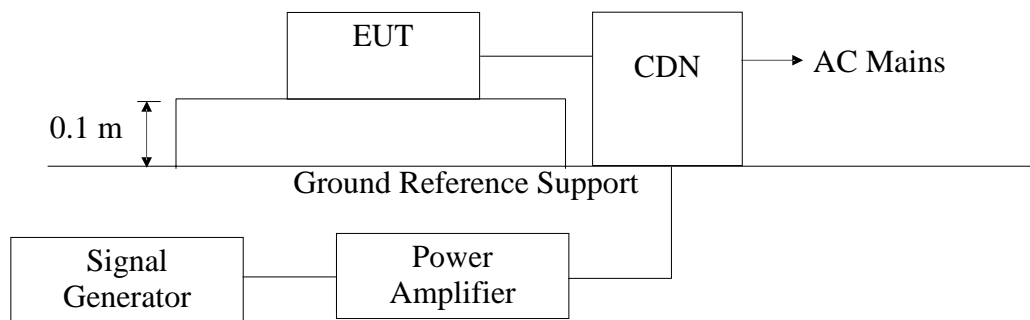 EUT
CDN
AC Mains
0.1 m
Ground Reference Support
Signal
Generator
Power
Amplifier